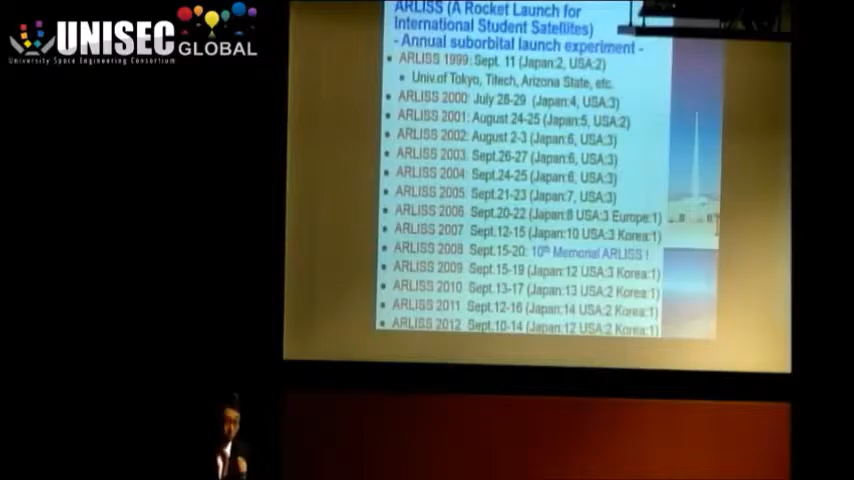 UNISEC
GLOBAL
University Space Engineering Consortium
ARLISS (A Rocket Launch for
International Student Satellites)
- Annual suborbital launch experiment -
• ARLISS 1999: Sept. 11 (Japan:2, USA:2)
• Univ.of Tokyo, Titech, Arizona State, etc.
• ARLISS 2000: July 28-29 (Japan:4, USA:3)
• ARLISS 2001: August 24-25 (Japan:5, USA:2)
• ARLISS 2002: August 2-3 (Japan:6, USA:3)
• ARLISS 2003: Sept.26-27 (Japan:6, USA:3)
• ARLISS 2004: Sept.24-25 (Japan:6, USA:3)
• ARLISS 2005: Sept.21-23 (Japan:7, USA:3)
• ARLISS 2006: Sept.20-22 (Japan:8 USA:3 Europe:1)
• ARLISS 2007: Sept.12-15 (Japan:10 USA:3 Korea:1)
• ARLISS 2008: Sept.15-20: 10th Memorial ARLISS !
• ARLISS 2009: Sept.15-19 (Japan:12 USA:3 Korea:1)
• ARLISS 2010: Sept.13-17 (Japan:13 USA:2 Korea:1)
• ARLISS 2011: Sept.12-16 (Japan:14 USA:2 Korea:1)
• ARLISS 2012: Sept.10-14 (Japan:12 USA:2 Korea:1)